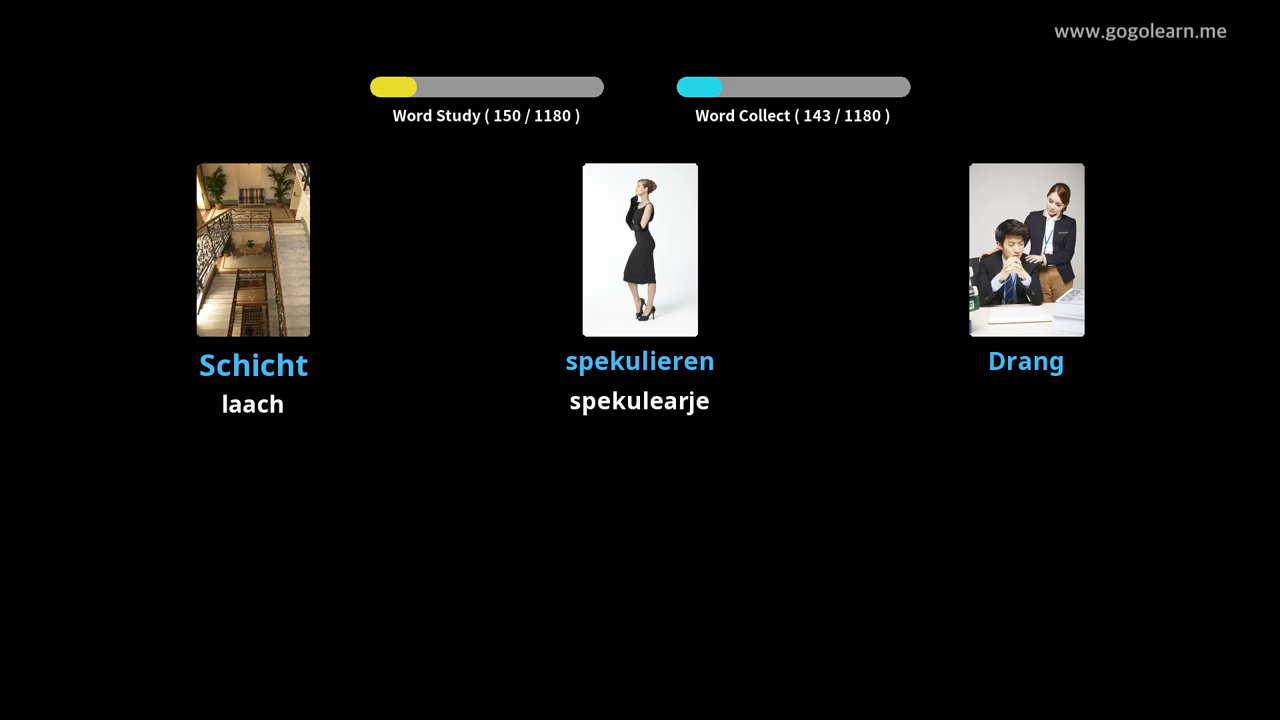 www.gogolearn.me
Word Study ( 150 / 1180 )
Word Collect ( 143 / 1180 )
Schicht
laach
spekulieren
spekulearje
Drang